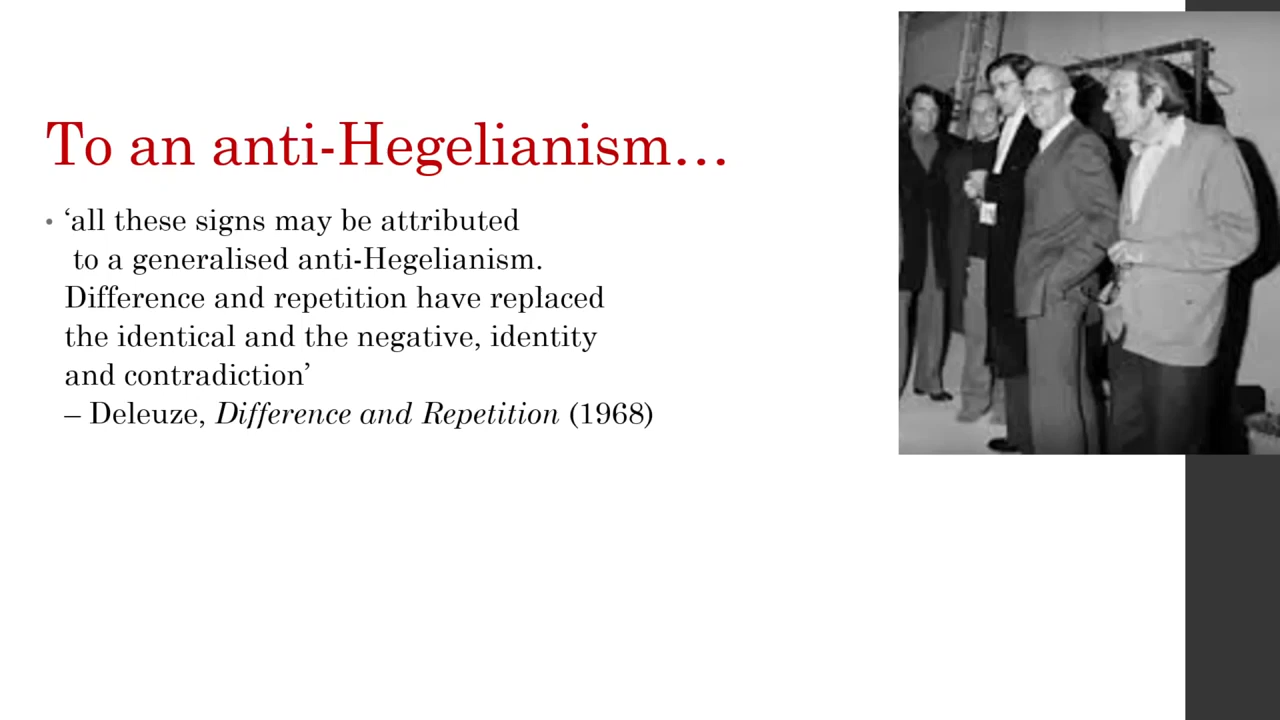 To an anti-Hegelianism…
• ‘all these signs may be attributed
to a generalised anti-Hegelianism.
Difference and repetition have replaced
the identical and the negative, identity
and contradiction’
– Deleuze, Difference and Repetition (1968)